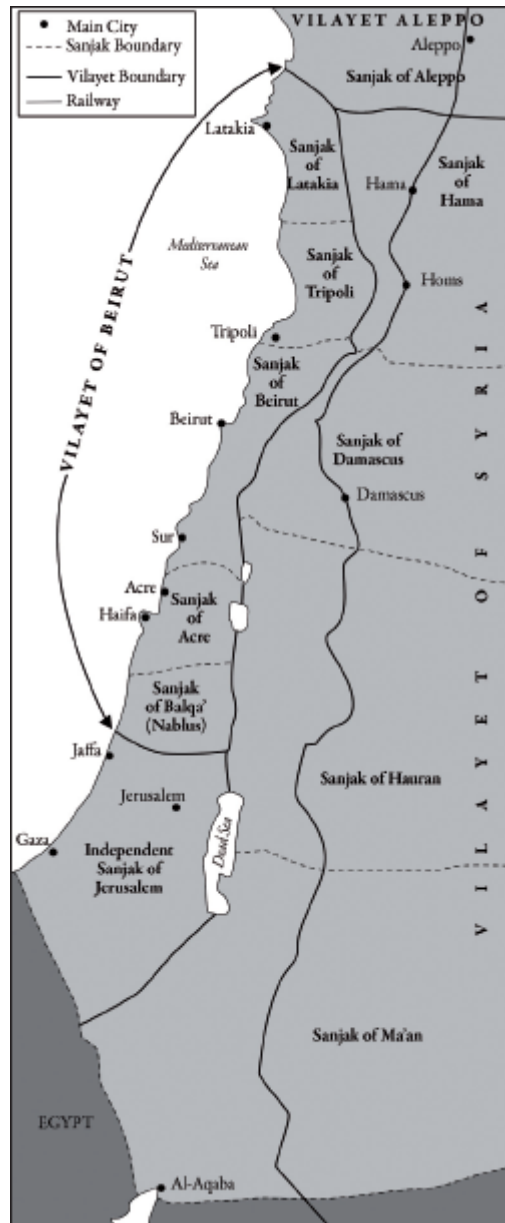 Main City
Sanjak Boundary
Vilayet Boundary
Railway
VILAYET ALEPPO
Aleppo
Sanjak of Aleppo
Latakia
Sanjak
of
Latakia
Hama
Sanjak
of
Hama
Mediterranean
Sea
Sanjak
of
Tripoli
Homs
VILAYET OF BEIRUT
Tripoli
Sanjak
of
Beirut
Beirut
Sanjak of
Damascus
Damascus
VILAYET OF SYRIA
Sur
Acre
Haifa
Sanjak
of
Acre
Sanjak
of Balqa'
(Nablus)
Jaffa
Jerusalem
Sanjak of Hauran
Gaza
Independent
Sanjak of
Jerusalem
Dead Sea
Sanjak of Ma'an
EGYPT
Al-Aqaba